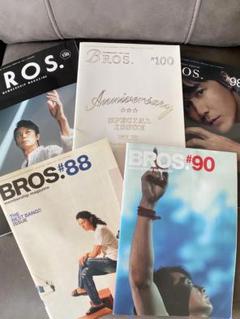 ROS.
MEMBERSHIP MAGAZINE
BROS.
#100
Anniversary
SPECIAL
ISSUE
ROS.
#98
BROS.#88
membership magazine
THE
BEST BANG!
ISSUE
BROS.#90